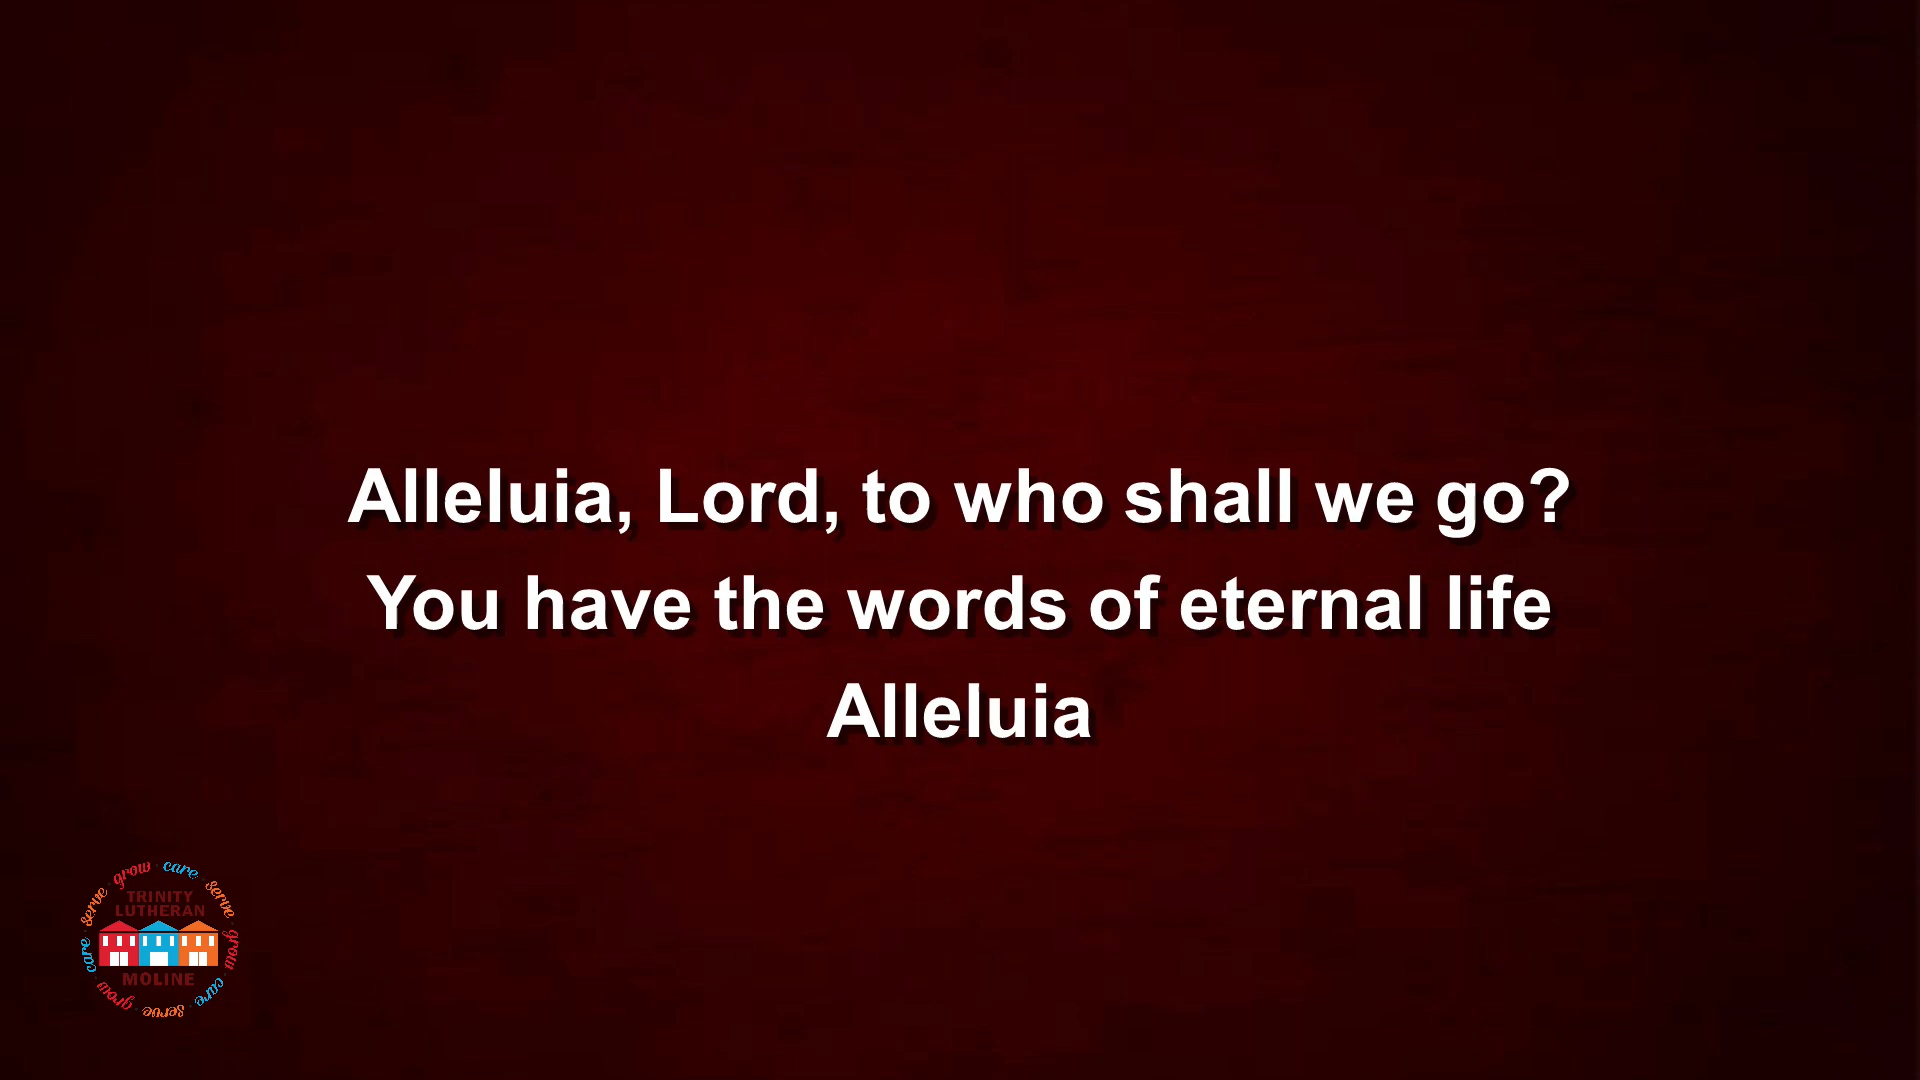 Alleluia, Lord, to who shall we go?
You have the words of eternal life
Alleluia
serve grow care serve grow care serve grow care
TRINITY
LUTHERAN
MOLINE